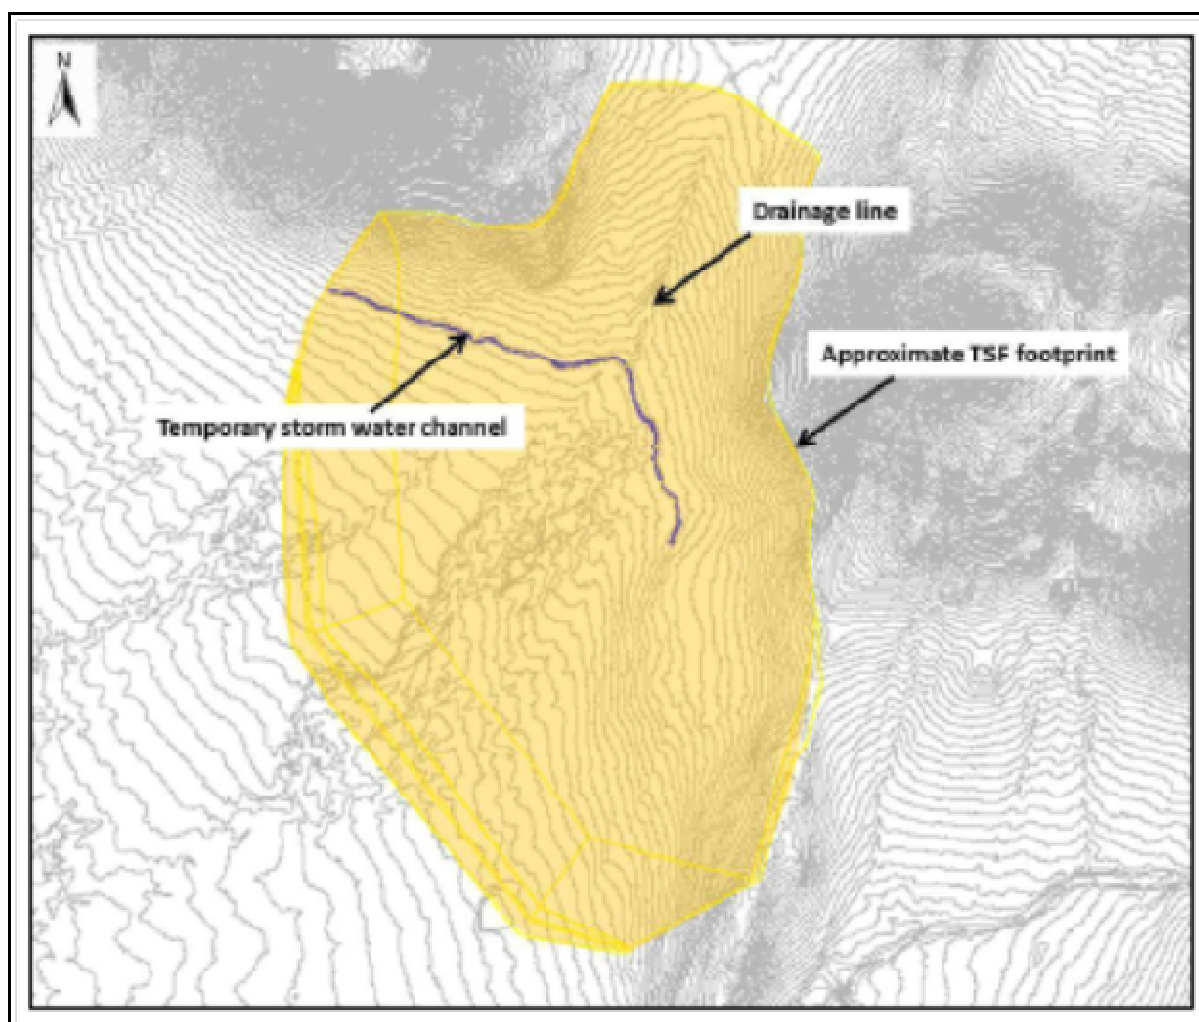 N
Drainage line
Approximate TSF footprint
Temporary storm water channel